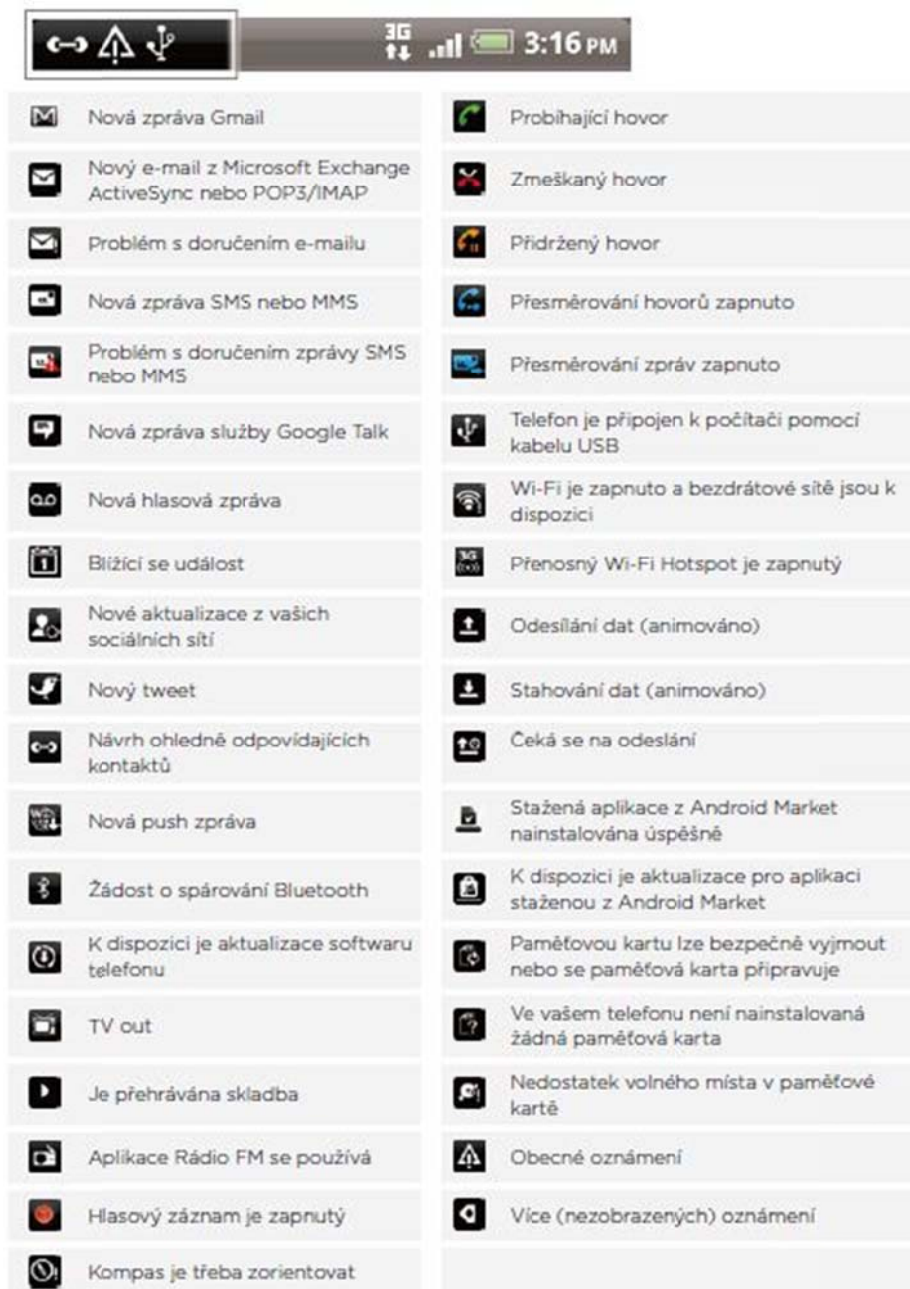 3G
3:16 PM
Nová zpráva Gmail
Nový e-mail z Microsoft Exchange
ActiveSync nebo POP3/IMAP
Problém s doručením e-mailu
Nová zpráva SMS nebo MMS
Problém s doručením zprávy SMS
nebo MMS
Nová zpráva služby Google Talk
Nová hlasová zpráva
1
Blížící se událost
Nové aktualizace z vašich
sociálních sítí
Nový tweet
Návrh ohledně odpovídajících
kontaktů
Nová push zpráva
Žádost o spárování Bluetooth
K dispozici je aktualizace softwaru
telefonu
TV out
Je přehrávána skladba
Aplikace Rádio FM se používá
Hlasový záznam je zapnutý
Kompas je třeba zorientovat
Probíhající hovor
Zmeškaný hovor
Přidržený hovor
Přesměrování hovorů zapnuto
Přesměrování zpráv zapnuto
Telefon je připojen k počítači pomocí
kabelu USB
Wi-Fi je zapnuto a bezdrátové sítě jsou k
dispozici
3G
Přenosný Wi-Fi Hotspot je zapnutý
Odesílání dat (animováno)
Stahování dat (animováno)
Čeká se na odeslání
Stažená aplikace z Android Market
nainstalována úspěšně
K dispozici je aktualizace pro aplikaci
staženou z Android Market
Paměťovou kartu lze bezpečně vyjmout
nebo se paměťová karta připravuje
?
Ve vašem telefonu není nainstalovaná
žádná paměťová karta
Nedostatek volného místa v paměťové
kartě
Obecné oznámení
Více (nezobrazených) oznámení